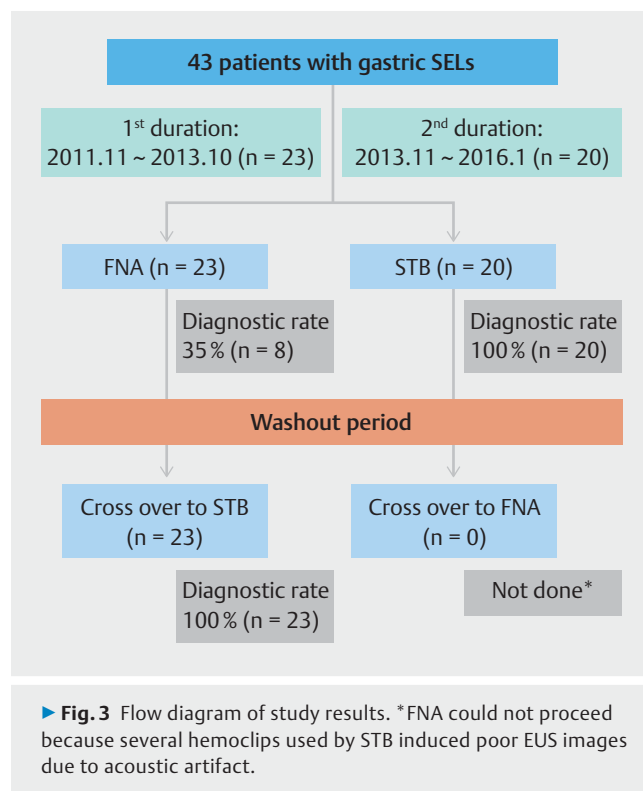 43 patients with gastric SELs
1st duration:
2011.11 ~ 2013.10 (n = 23)
2nd duration:
2013.11 ~ 2016.1 (n = 20)
FNA (n = 23)
STB (n = 20)
Diagnostic rate
35 % (n = 8)
Diagnostic rate
100 % (n = 20)
Washout period
Cross over to STB
(n = 23)
Cross over to FNA
(n = 0)
Diagnostic rate
100 % (n = 23)
Not done*
▶ Fig. 3 Flow diagram of study results. *FNA could not proceed
because several hemoclips used by STB induced poor EUS images
due to acoustic artifact.